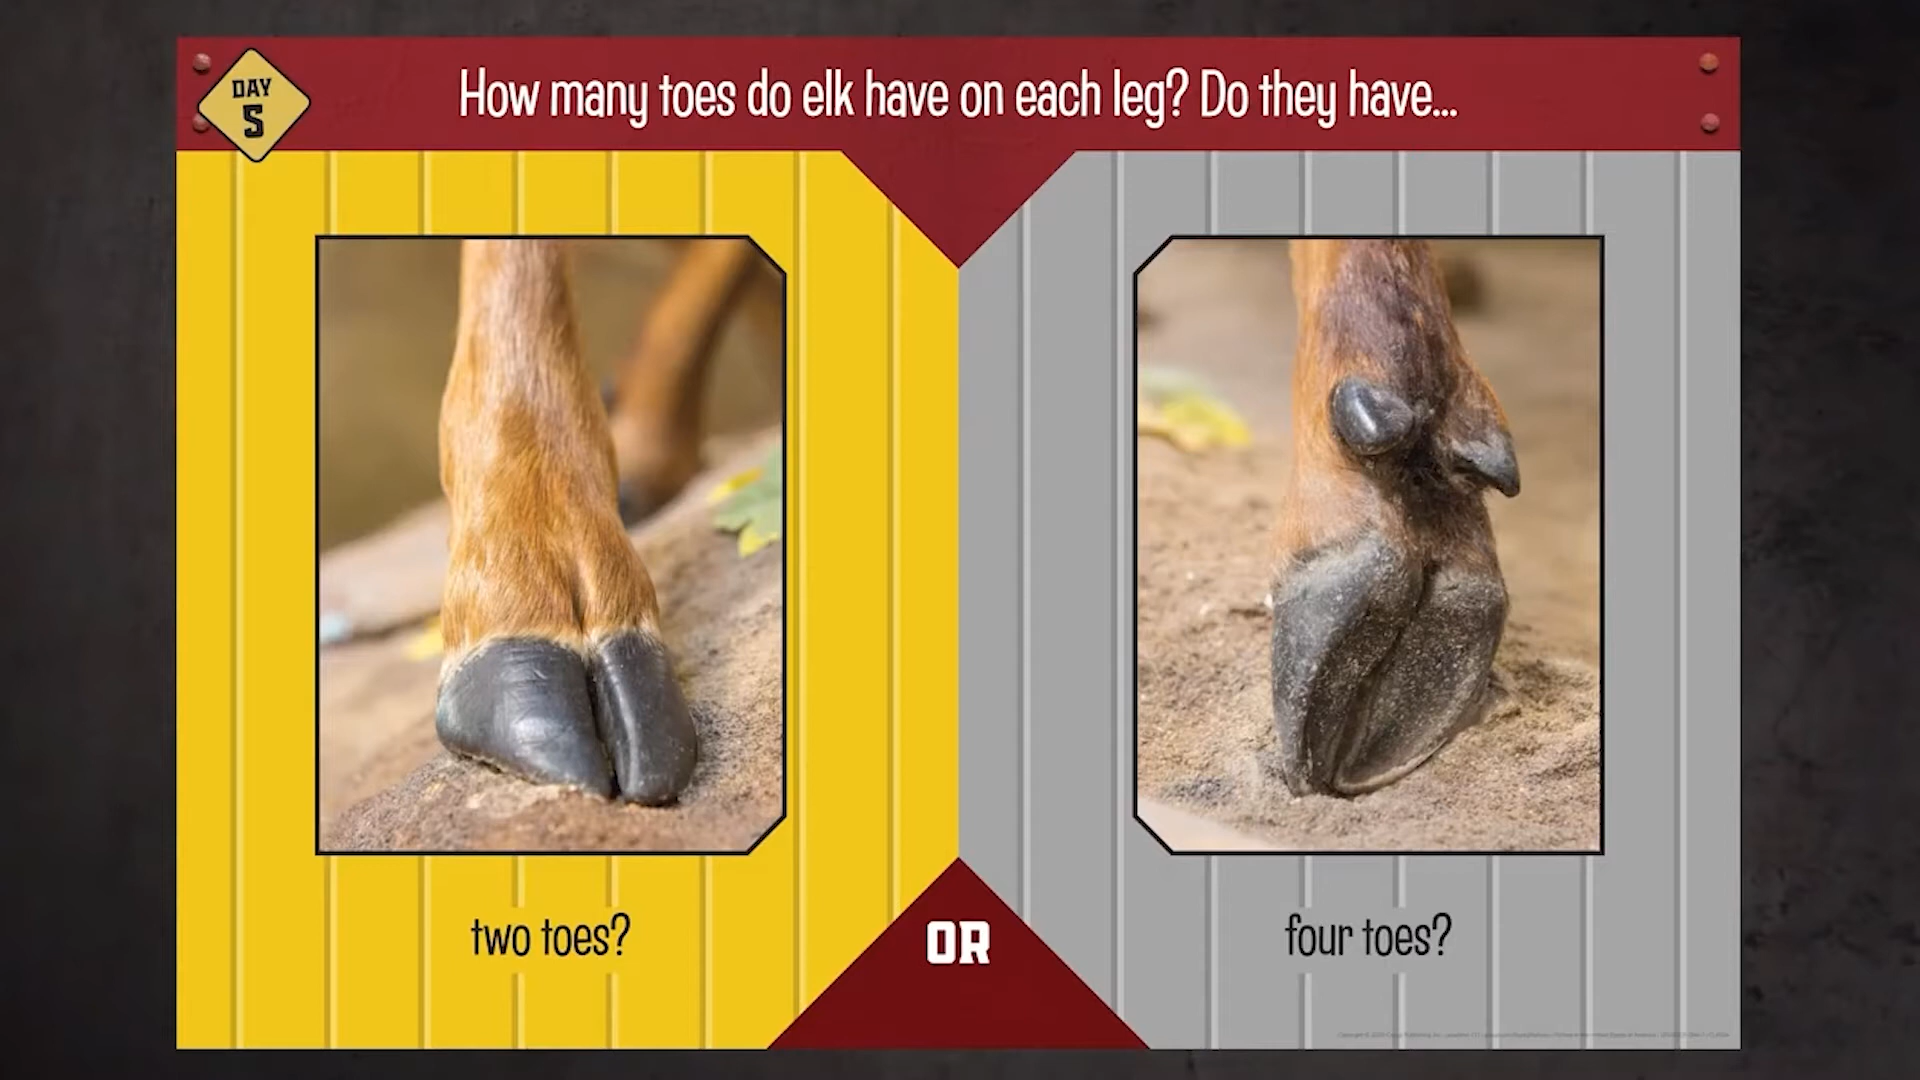 DAY
5
How many toes do elk have on each leg? Do they have...
two toes?
OR
four toes?